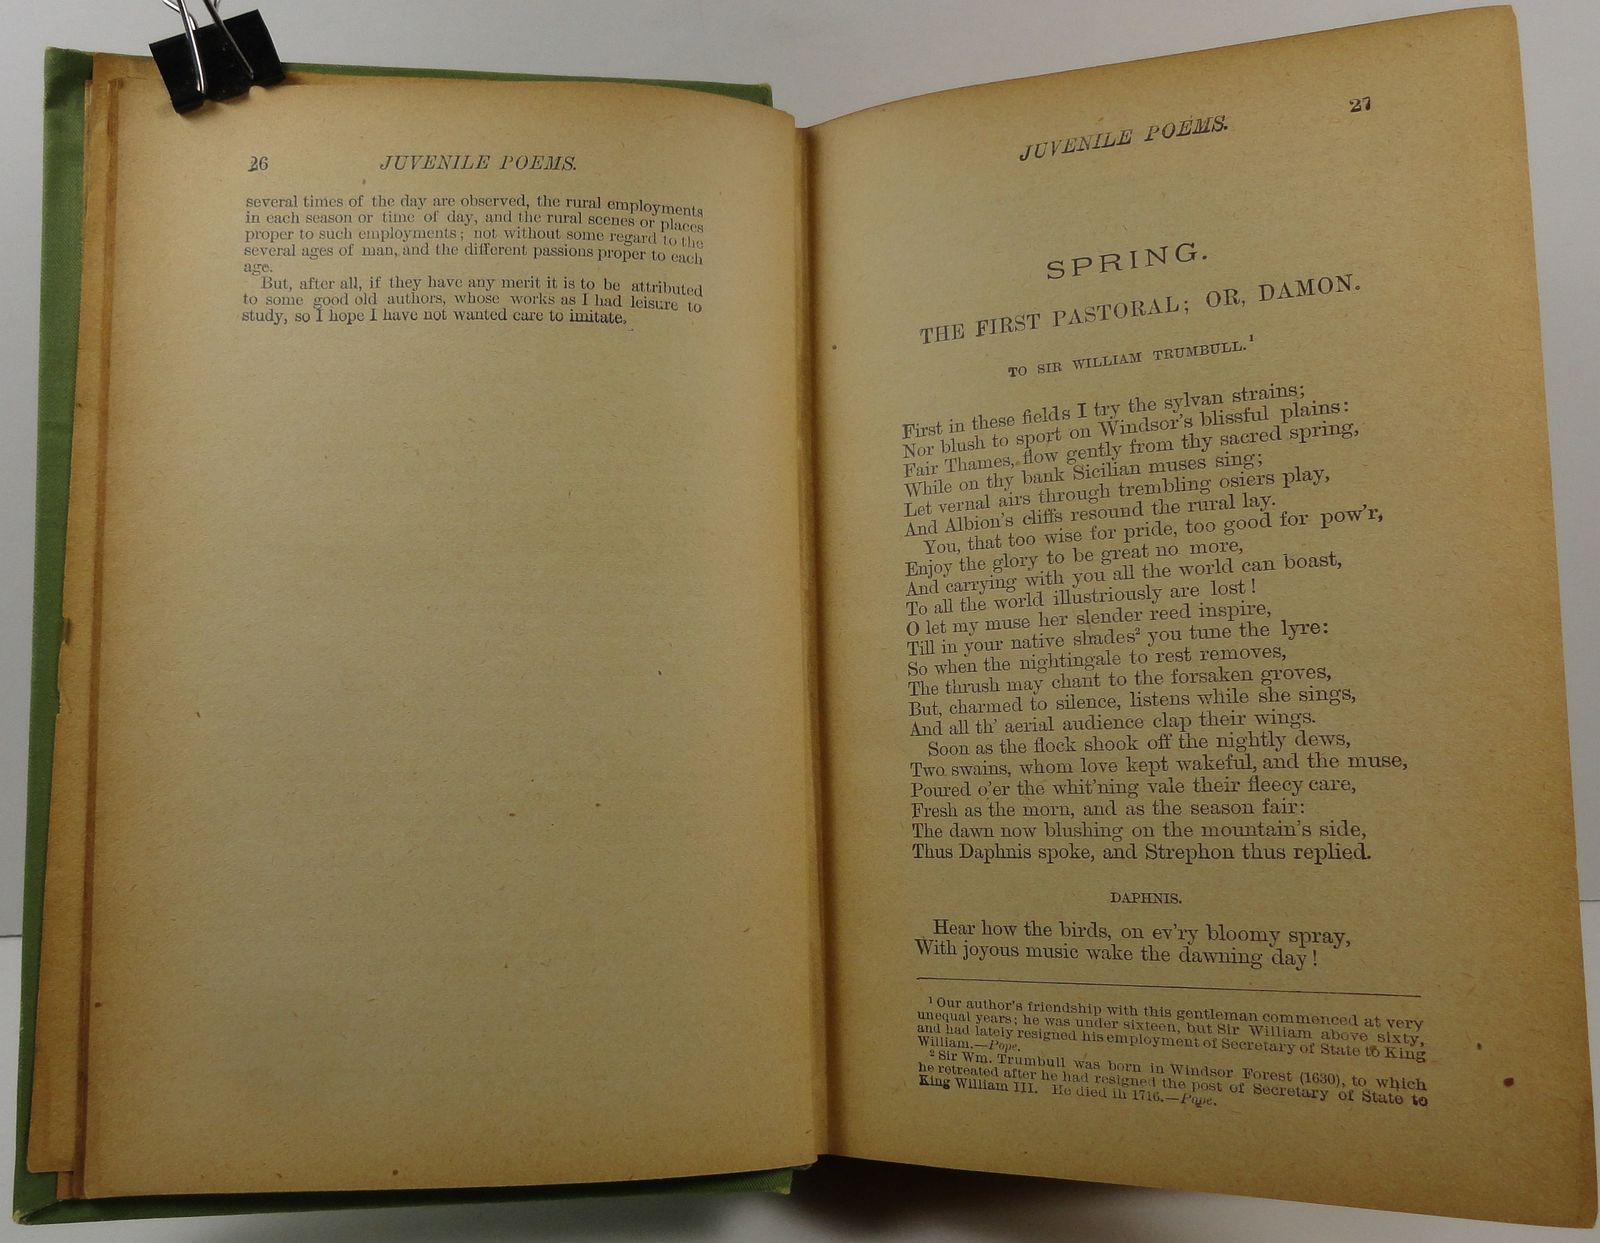 26 JUVENILE POEMS.
several times of the day are observed, the rural employments
in each season or time of day, and the rural scenes or places
proper to such employments; not without some regard to the
several ages of man, and the different passions proper to each
age.
But, after all, if they have any merit it is to be attributed
to some good old authors, whose works as I had leisure to
study, so I hope I have not wanted care to imitate.
JUVENILE POEMS. 27
SPRING.
THE FIRST PASTORAL; OR, DAMON.
TO SIR WILLIAM TRUMBULL.¹
First in these fields I try the sylvan strains;
Nor blush to sport on Windsor's blissful plains:
Fair Thames, flow gently from thy sacred spring,
While on thy bank Sicilian muses sing;
Let vernal airs through trembling osiers play,
And Albion's cliffs resound the rural lay.
You, that too wise for pride, too good for pow'r,
Enjoy the glory to be great no more,
And carrying with you all the world can boast,
To all the world illustriously are lost!
O let my muse her slender reed inspire,
Till in your native shades² you tune the lyre:
So when the nightingale to rest removes,
The thrush may chant to the forsaken groves,
But, charmed to silence, listens while she sings,
And all th' aerial audience clap their wings.
Soon as the flock shook off the nightly dews,
Two swains, whom love kept wakeful, and the muse,
Poured o'er the whit'ning vale their fleecy care,
Fresh as the morn, and as the season fair:
The dawn now blushing on the mountain's side,
Thus Daphnis spoke, and Strephon thus replied.
DAPHNIS.
Hear how the birds, on ev'ry bloomy spray,
With joyous music wake the dawning day!
¹ Our author's friendship with this gentleman commenced at very
unequal years; he was under sixteen, but Sir William above sixty,
and had lately resigned his employment of Secretary of State to King
William.—Pope.
² Sir Wm. Trumbull was born in Windsor Forest (1630), to which
he retreated after he had resigned the post of Secretary of State to
King William III. He died in 1716.—Pope.